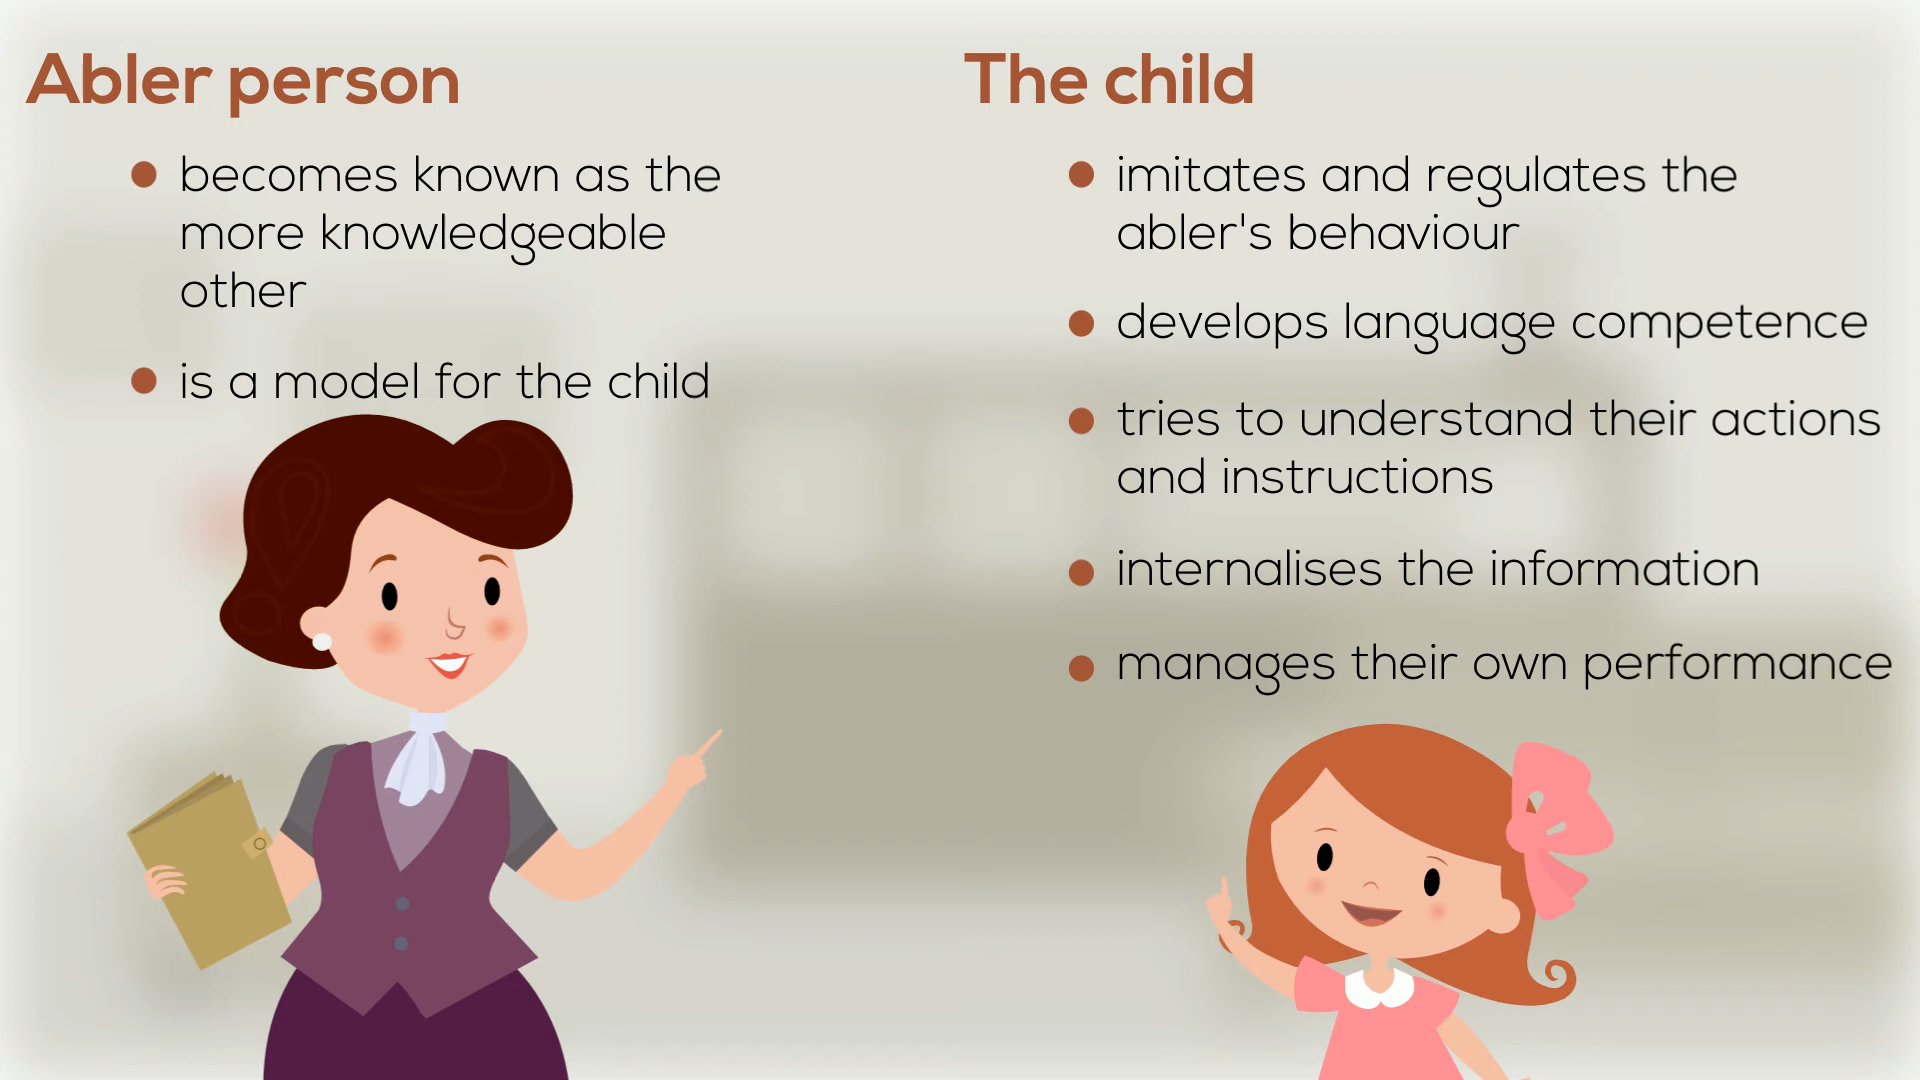 Abler person
becomes known as the
more knowledgeable
other
is a model for the child
The child
imitates and regulates the
abler's behaviour
develops language competence
tries to understand their actions
and instructions
internalises the information
manages their own performance